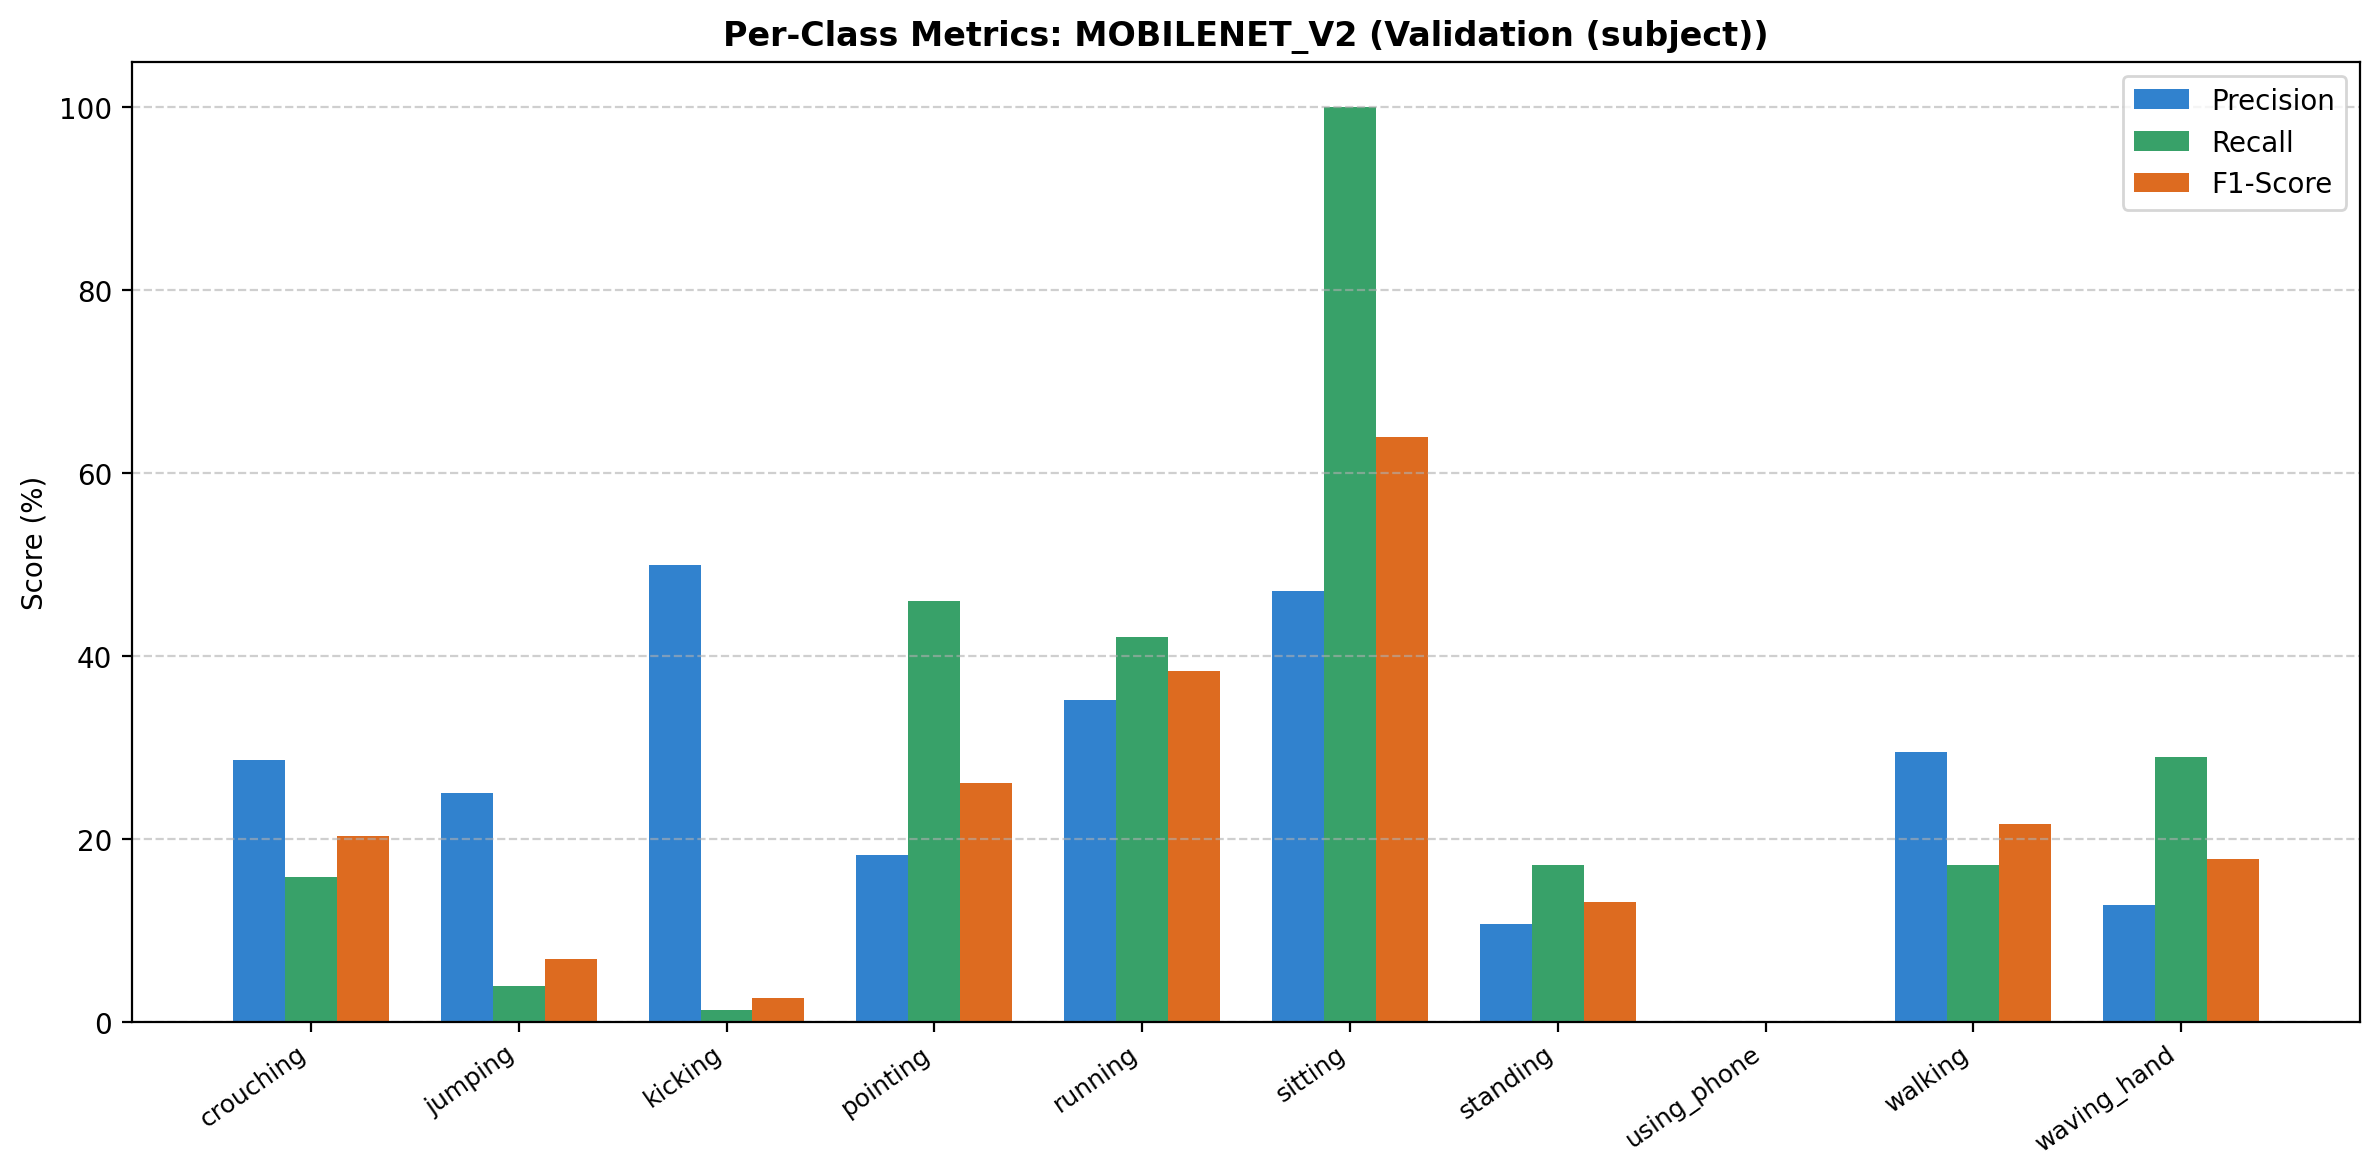 Per-Class Metrics: MOBILENET_V2 (Validation (subject))
Precision
Recall
F1-Score
Score (%)
100
80
60
40
20
0
crouching
jumping
kicking
pointing
running
sitting
standing
using_phone
walking
waving_hand